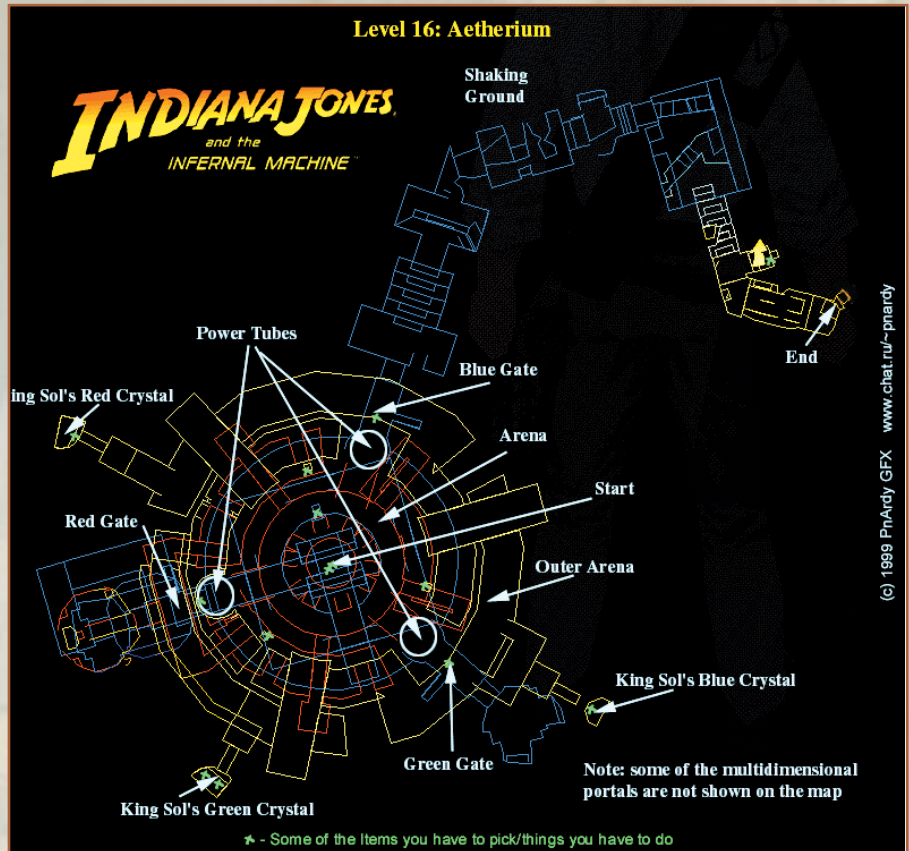 Level 16: Aetherium
INDIANA JONES
and the
INFERNAL MACHINE
Shaking
Ground
Power Tubes
End
Blue Gate
ing Sol's Red Crystal
Arena
Start
Red Gate
Outer Arena
King Sol's Blue Crystal
Green Gate
Note: some of the multidimensional
portals are not shown on the map
King Sol's Green Crystal
- Some of the Items you have to pick/things you have to do
(c) 1999 PnArdy GFX www.chat.ru/~pnardy